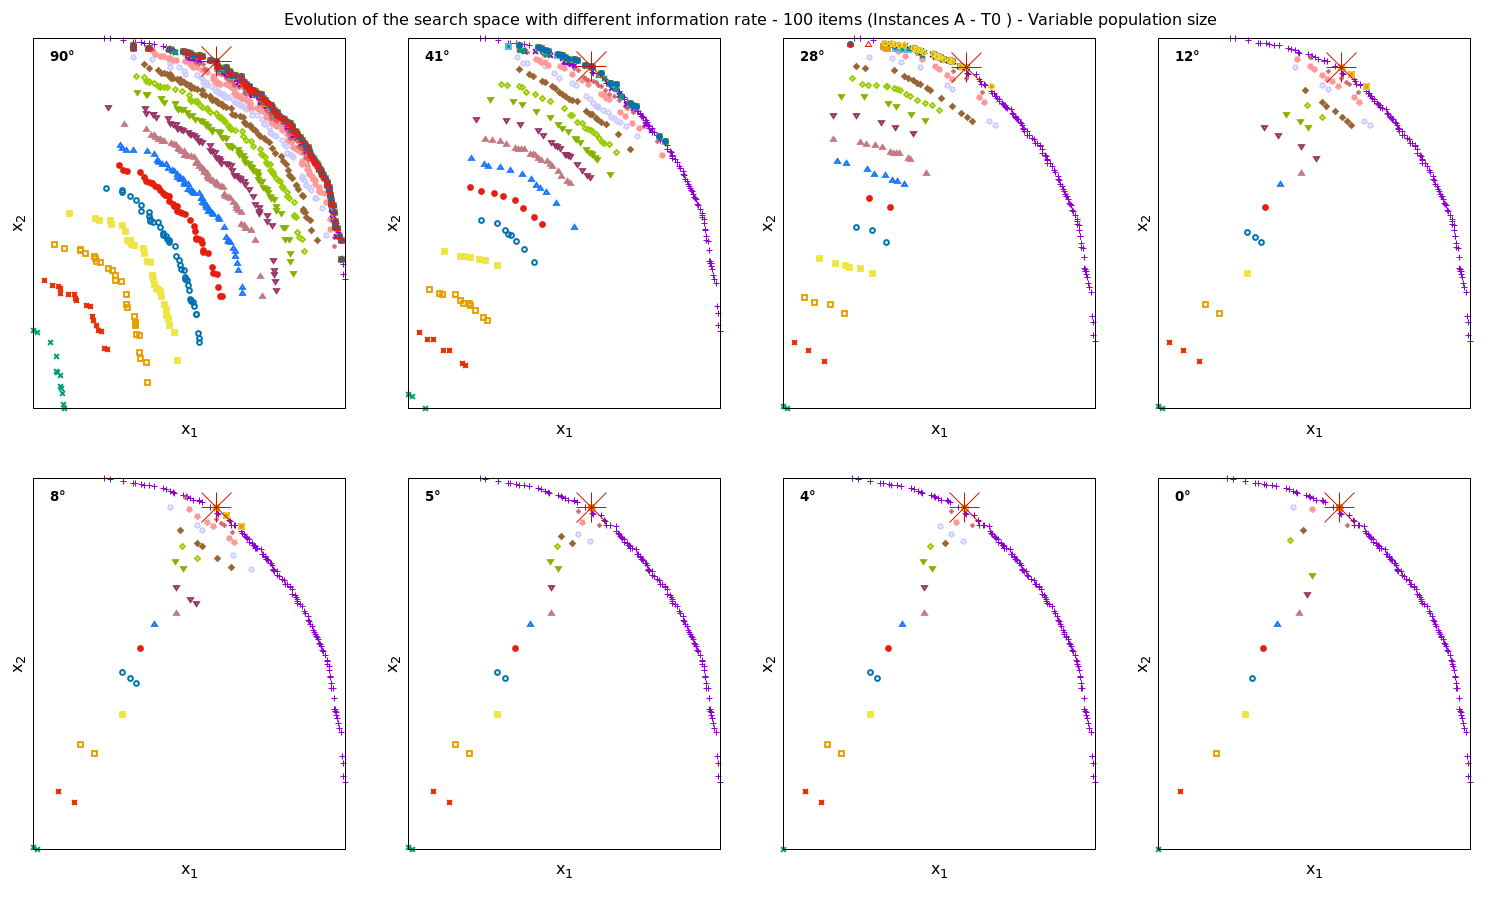 Evolution of the search space with different information rate - 100 items (Instances A - T0 ) - Variable population size
90°
41°
28°
12°
x2
x2
x2
x2
x1
x1
x1
x1
8°
5°
4°
0°
x2
x2
x2
x2
x1
x1
x1
x1